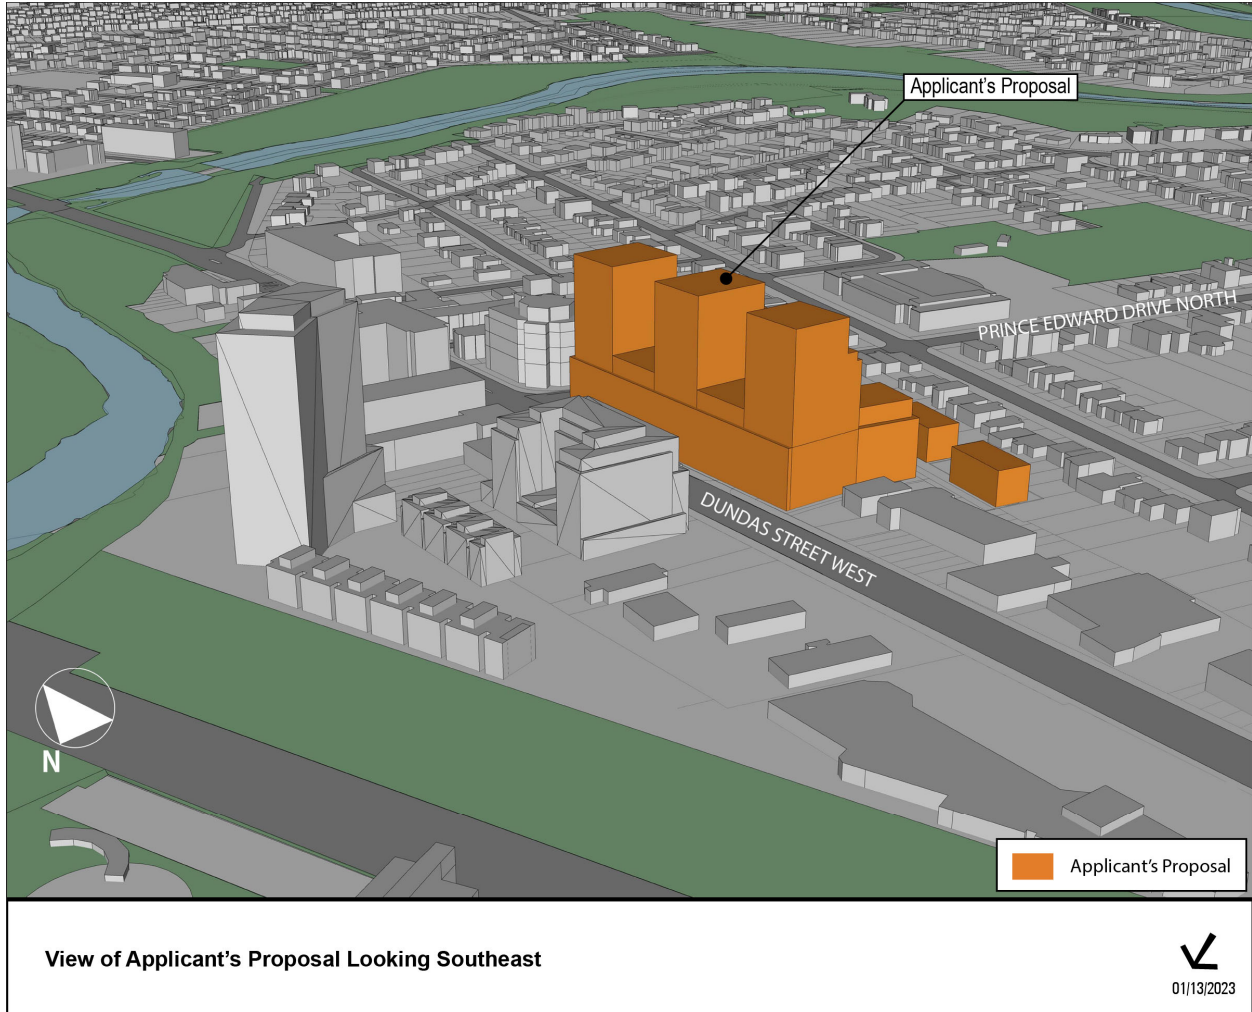 Applicant's Proposal
PRINCE EDWARD DRIVE NORTH
DUNDAS STREET WEST
N
Applicant's Proposal
View of Applicant's Proposal Looking Southeast
01/13/2023